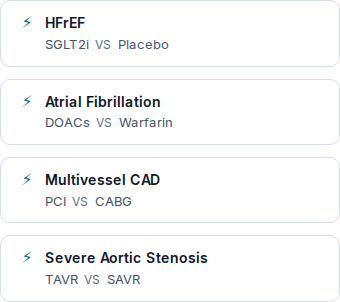 HFrEF
SGLT2i VS Placebo
Atrial Fibrillation
DOACs VS Warfarin
Multivessel CAD
PCI VS CABG
Severe Aortic Stenosis
TAVR VS SAVR